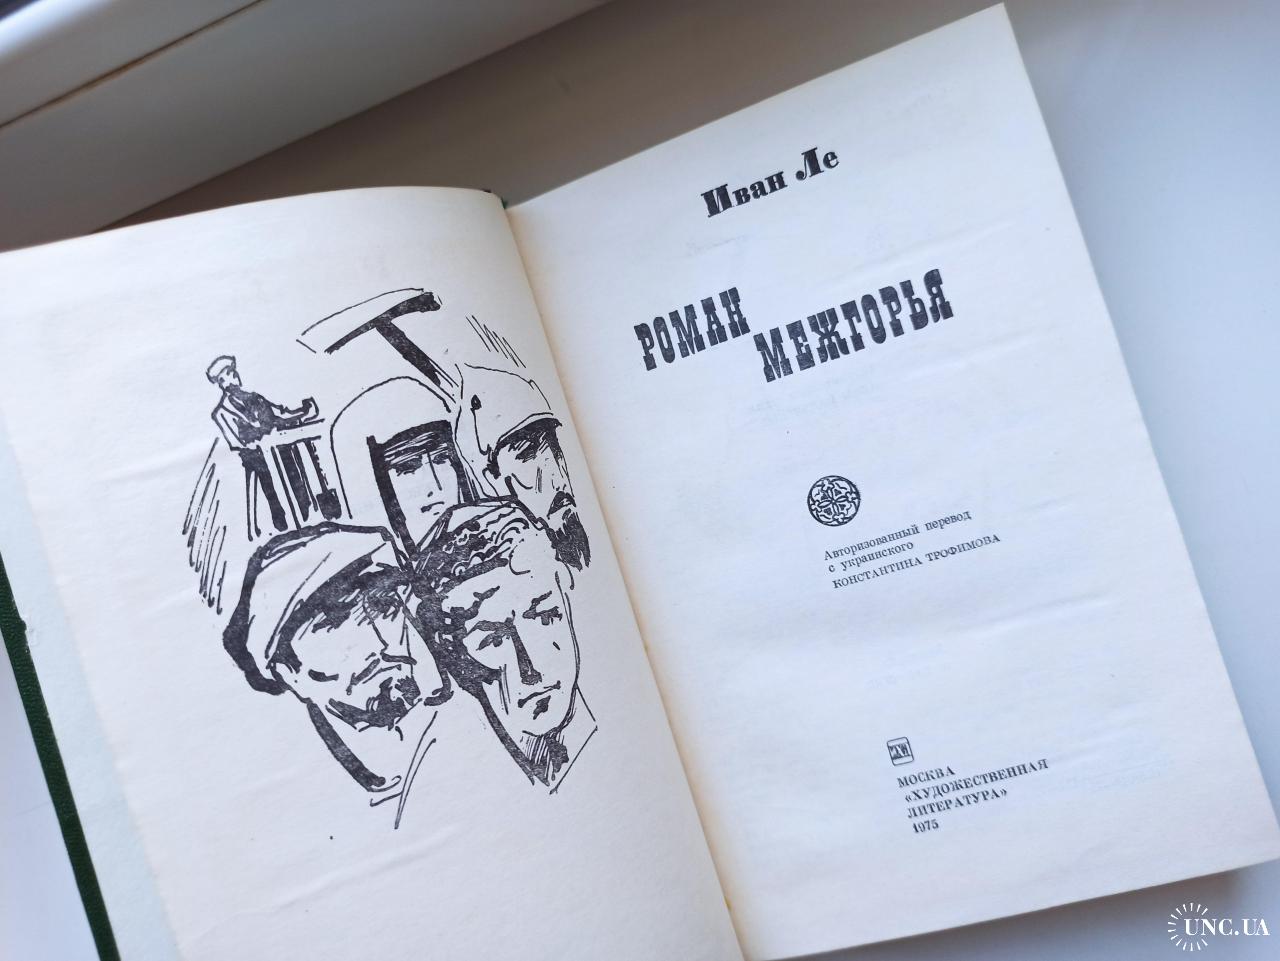 Иван Ле
РОМАН
МЕЖГОРЬЯ
Авторизованный перевод
с украинского
КОНСТАНТИНА ТРОФИМОВА
МОСКВА
«ХУДОЖЕСТВЕННАЯ
ЛИТЕРАТУРА»
1975
UNC.UA